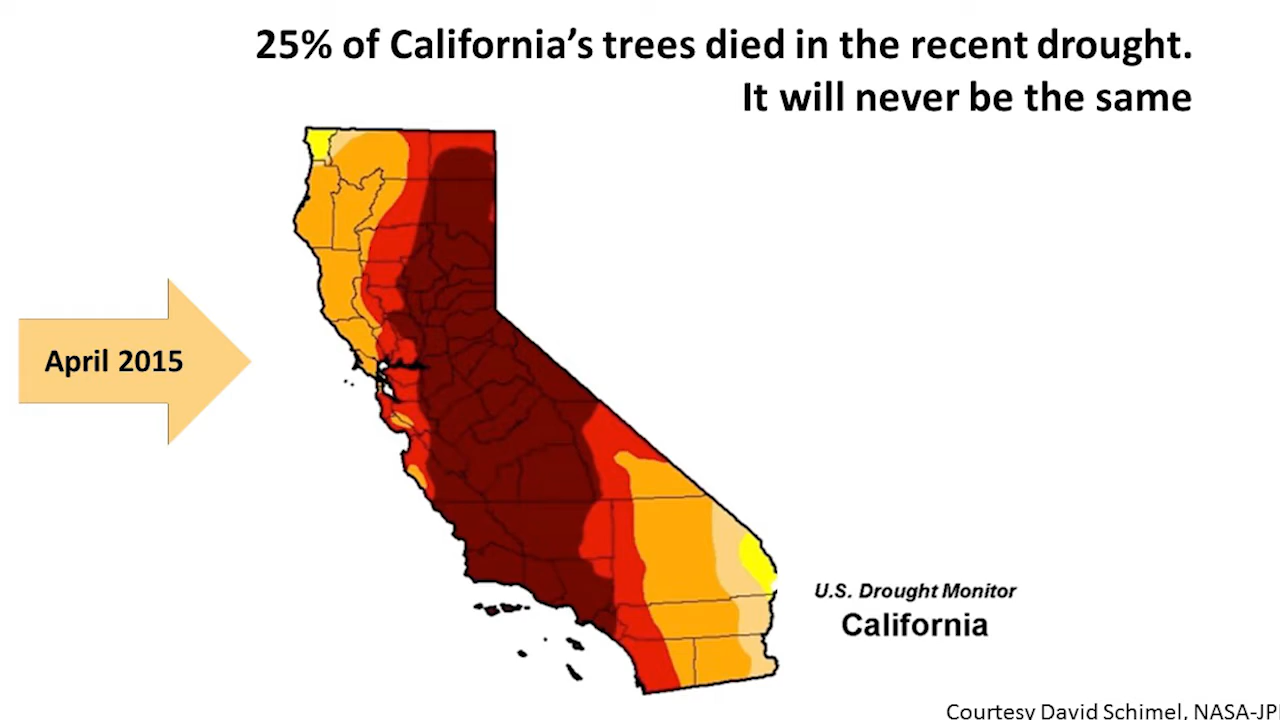 25% of California’s trees died in the recent drought.
It will never be the same
April 2015
U.S. Drought Monitor
California
Courtesy David Schimel, NASA-JP